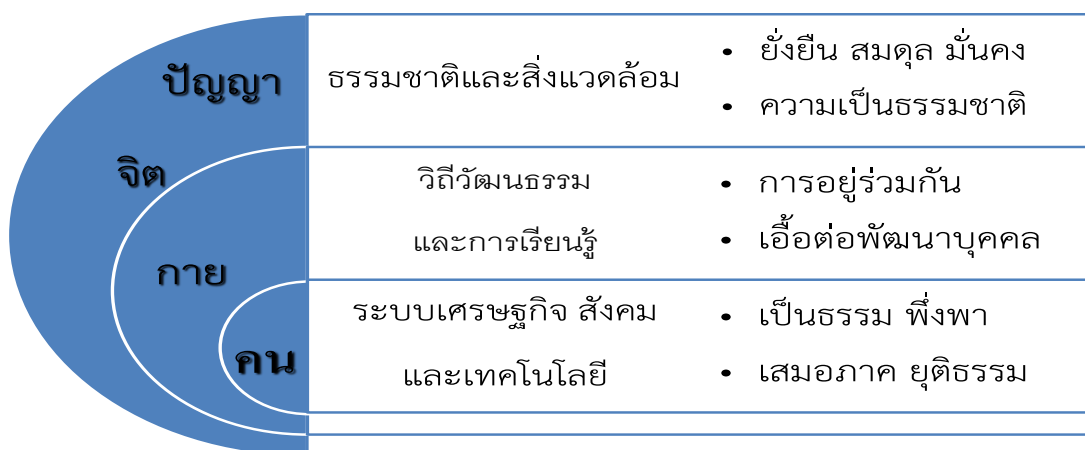 ปัญญา
จิต
กาย
คน
ธรรมชาติและสิ่งแวดล้อม
• ยั่งยืน สมดุล มั่นคง
• ความเป็นธรรมชาติ
วิถีวัฒนธรรม
และการเรียนรู้
• การอยู่ร่วมกัน
• เอื้อต่อพัฒนาบุคคล
ระบบเศรษฐกิจ สังคม
และเทคโนโลยี
• เป็นธรรม พึ่งพา
• เสมอภาค ยุติธรรม